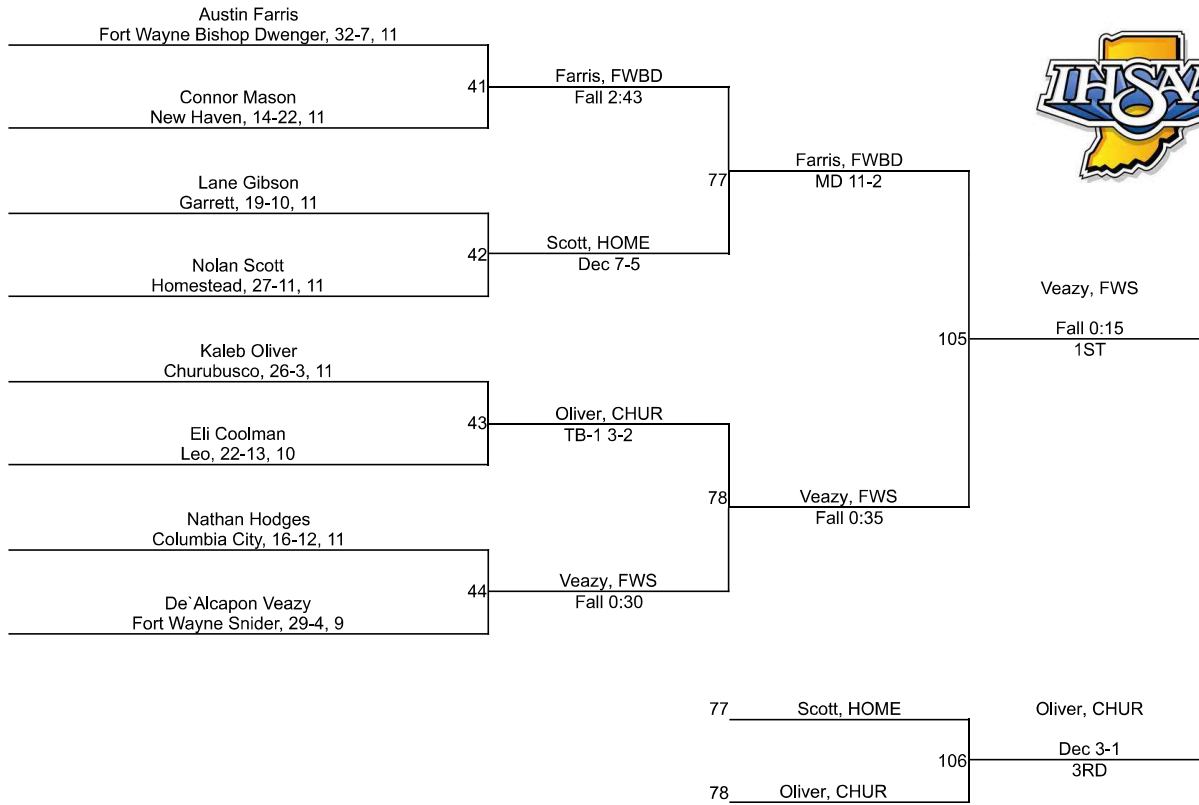 Austin Farris
Fort Wayne Bishop Dwenger, 32-7, 11
41
Farris, FWBD
Fall 2:43
Connor Mason
New Haven, 14-22, 11
77
Farris, FWBD
MD 11-2
IHSAA
Lane Gibson
Garrett, 19-10, 11
42
Scott, HOME
Dec 7-5
Nolan Scott
Homestead, 27-11, 11
105
Veazy, FWS
Fall 0:15
1ST
Kaleb Oliver
Churubusco, 26-3, 11
43
Oliver, CHUR
TB-1 3-2
Eli Coolman
Leo, 22-13, 10
78
Veazy, FWS
Fall 0:35
Nathan Hodges
Columbia City, 16-12, 11
44
Veazy, FWS
Fall 0:30
De`Alcapon Veazy
Fort Wayne Snider, 29-4, 9
77
Scott, HOME
106
Oliver, CHUR
Dec 3-1
3RD
78
Oliver, CHUR